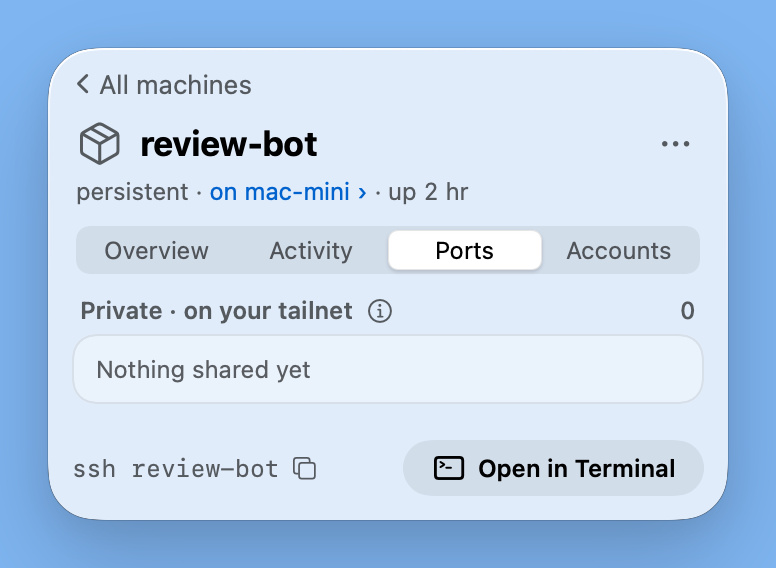 All machines
review-bot
persistent · on mac-mini › · up 2 hr
Overview Activity Ports Accounts
Private · on your tailnet 0
Nothing shared yet
ssh review-bot Open in Terminal